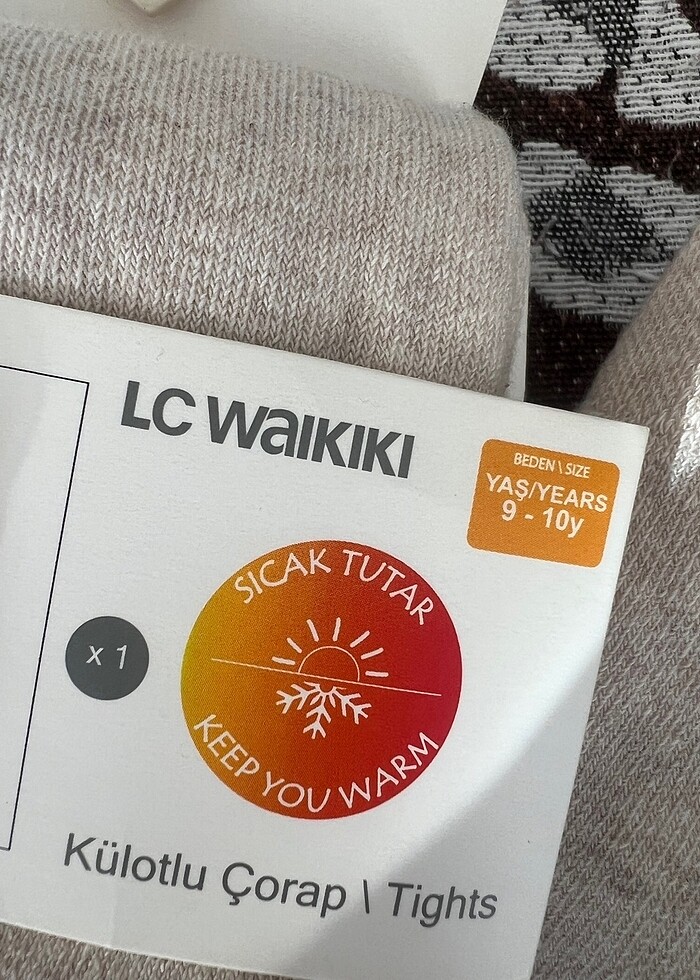 LC WAIKIKI
BEDEN \ SIZE
YAŞ/YEARS
9 - 10y
SICAK TUTAR
x 1
KEEP YOU WARM
Külotlu Çorap \ Tights